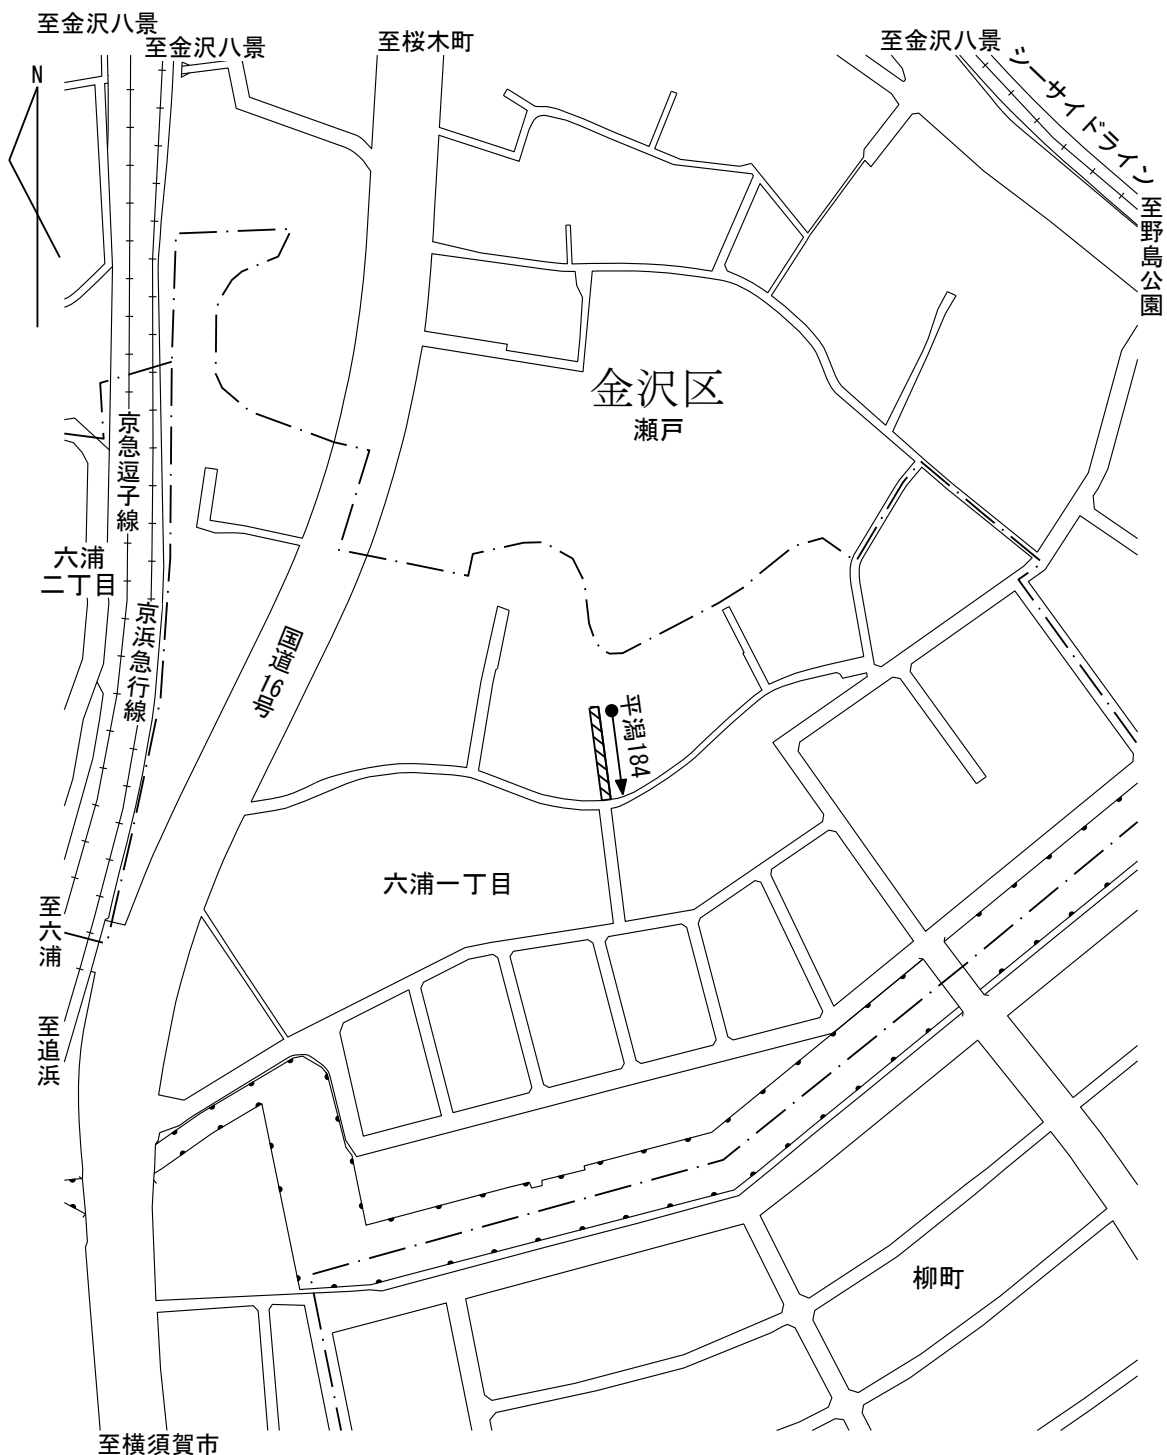 至金沢八景
至金沢八景
至桜木町
至金沢八景
シーサイドライン
至野島公園
N
金沢区
瀬戸
京急逗子線
六浦
二丁目
京浜急行線
国道16号
平潟184
六浦一丁目
至六浦
至追浜
柳町
至横須賀市